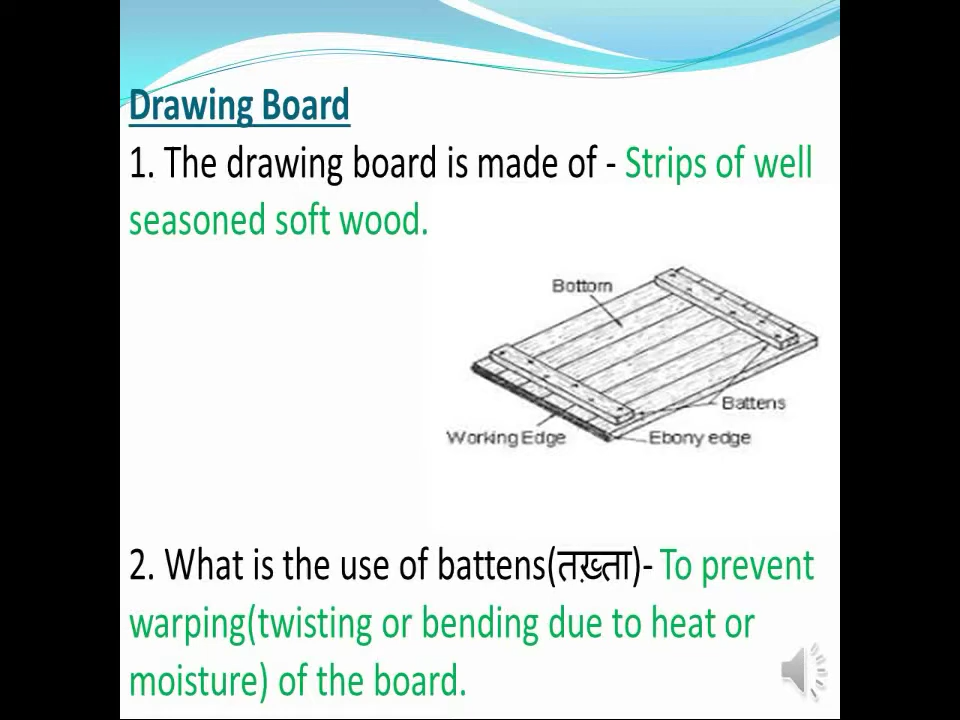 Drawing Board
1. The drawing board is made of - Strips of well
seasoned soft wood.
Bottom
Battens
Working Edge
Ebony edge
2. What is the use of battens(तख़्ता)- To prevent
warping(twisting or bending due to heat or
moisture) of the board.